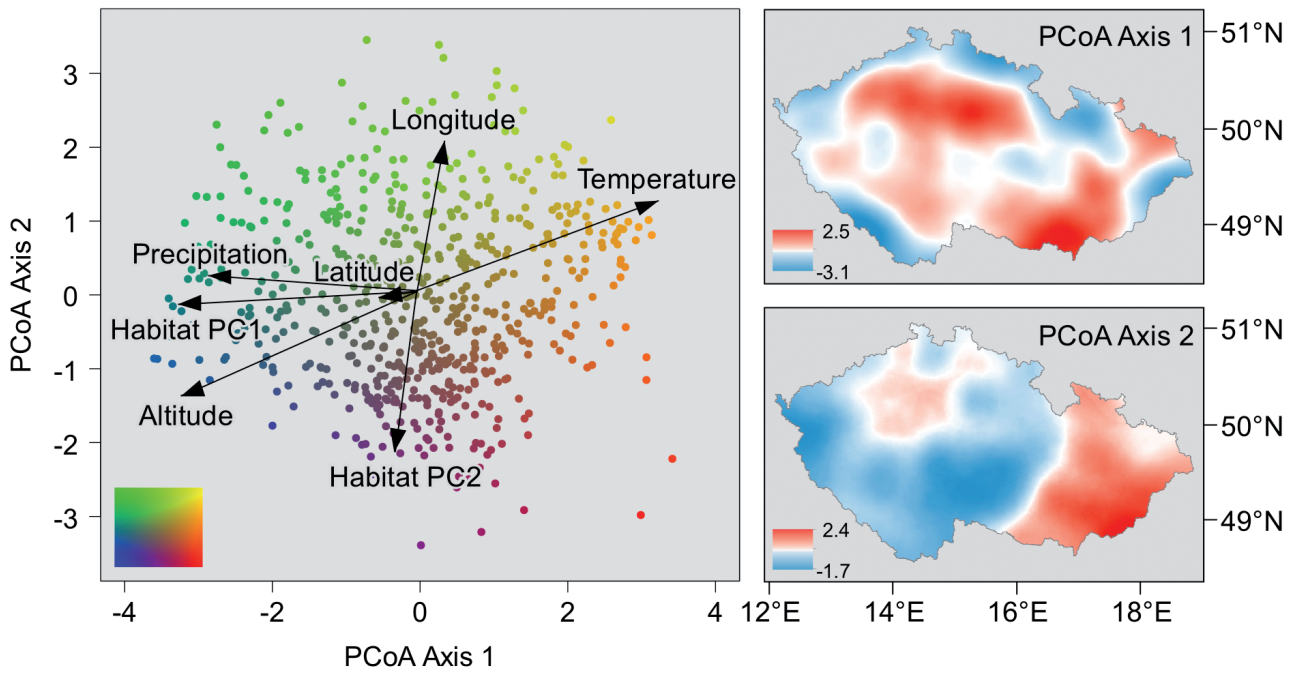 PCoA Axis 2
3
2
1
0
-1
-2
-3
Longitude
Temperature
Precipitation
Latitude
Habitat PC1
Altitude
Habitat PC2
-4
-2
0
2
4
PCoA Axis 1
PCoA Axis 1
2.5
-3.1
51°N
50°N
49°N
PCoA Axis 2
2.4
-1.7
51°N
50°N
49°N
12°E
14°E
16°E
18°E